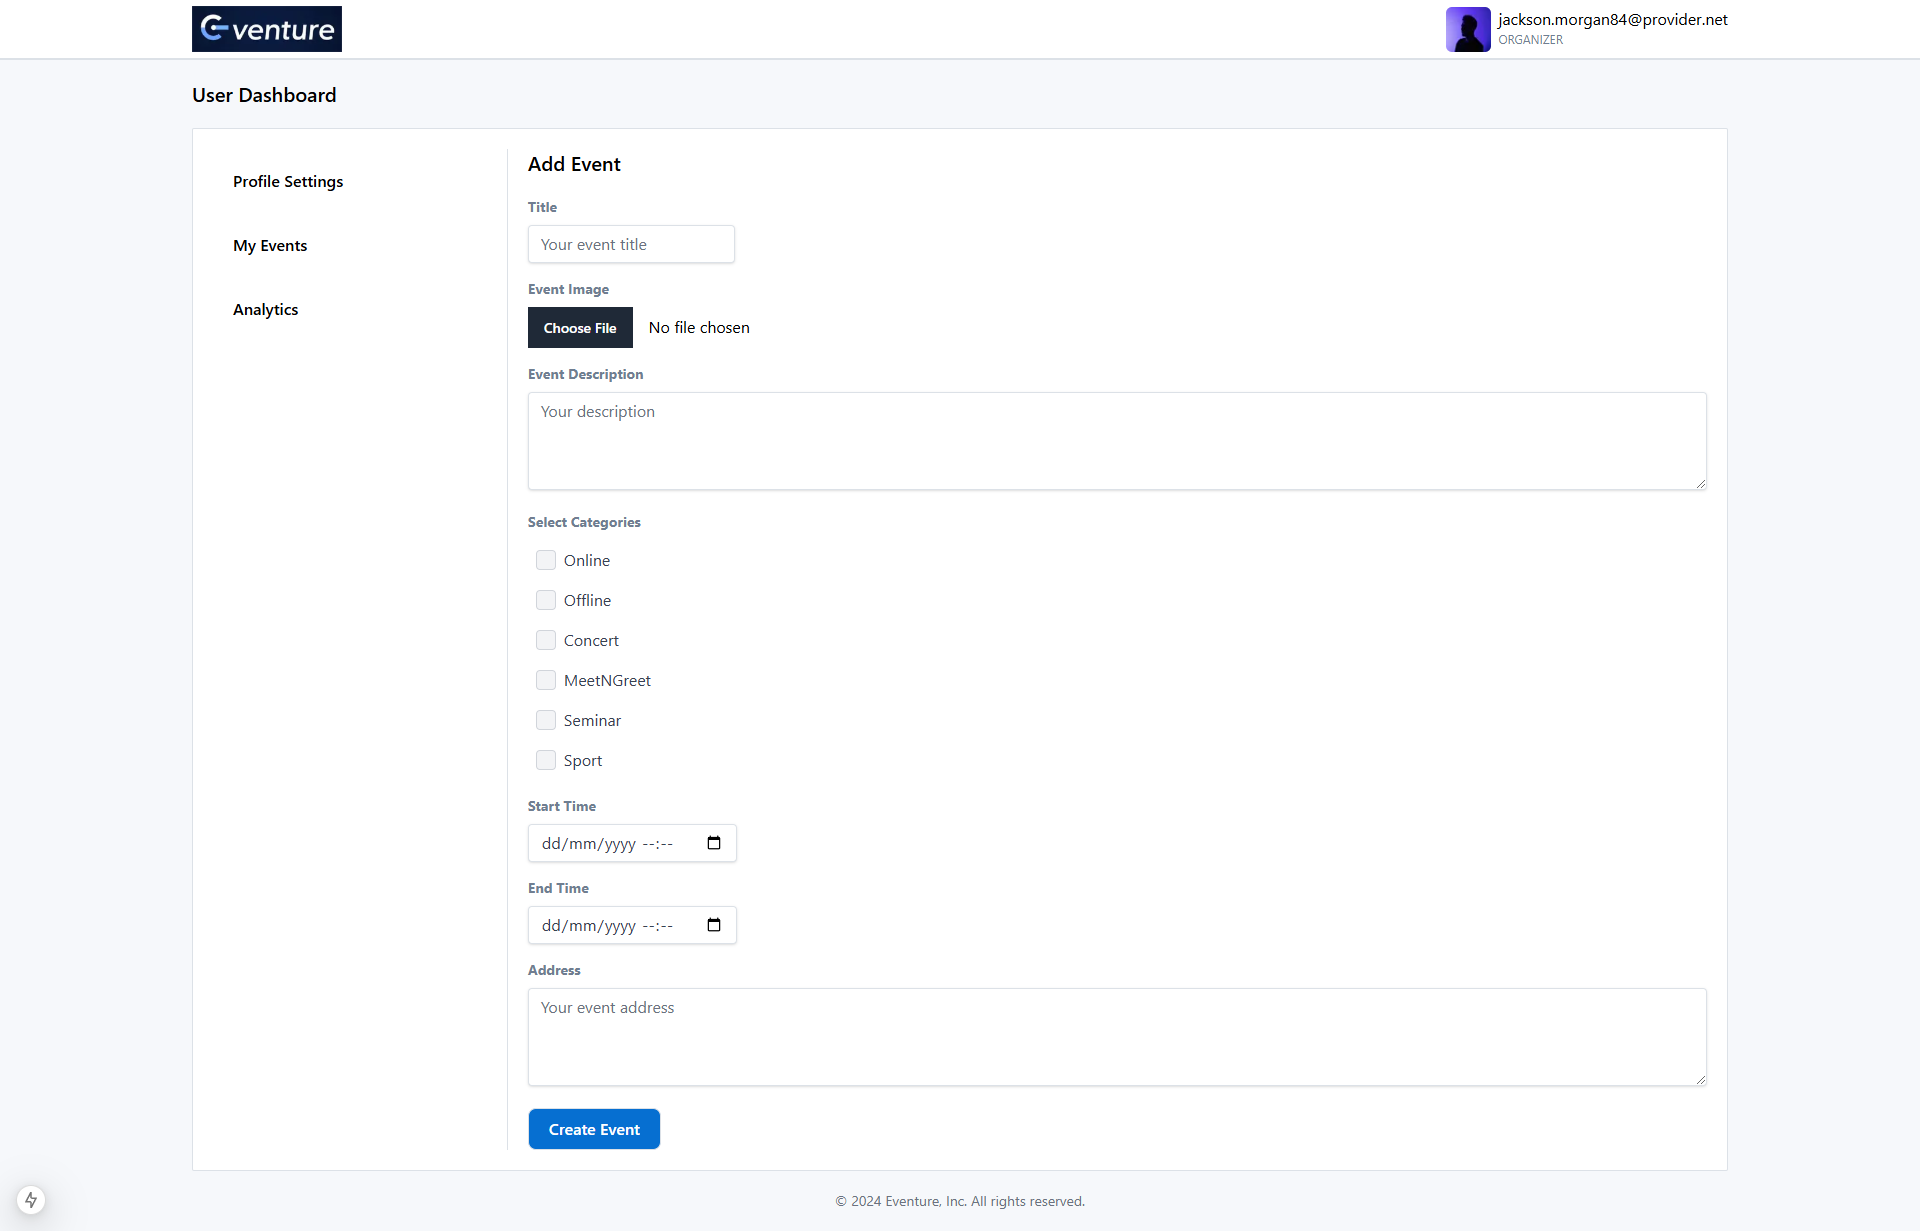 eventure
jackson.morgan84@provider.net
ORGANIZER
User Dashboard
Profile Settings
My Events
Analytics
Add Event
Title
Your event title
Event Image
Choose File No file chosen
Event Description
Your description
Select Categories
Online
Offline
Concert
MeetNGreet
Seminar
Sport
Start Time
dd/mm/yyyy --:--
End Time
dd/mm/yyyy --:--
Address
Your event address
Create Event
© 2024 Eventure, Inc. All rights reserved.